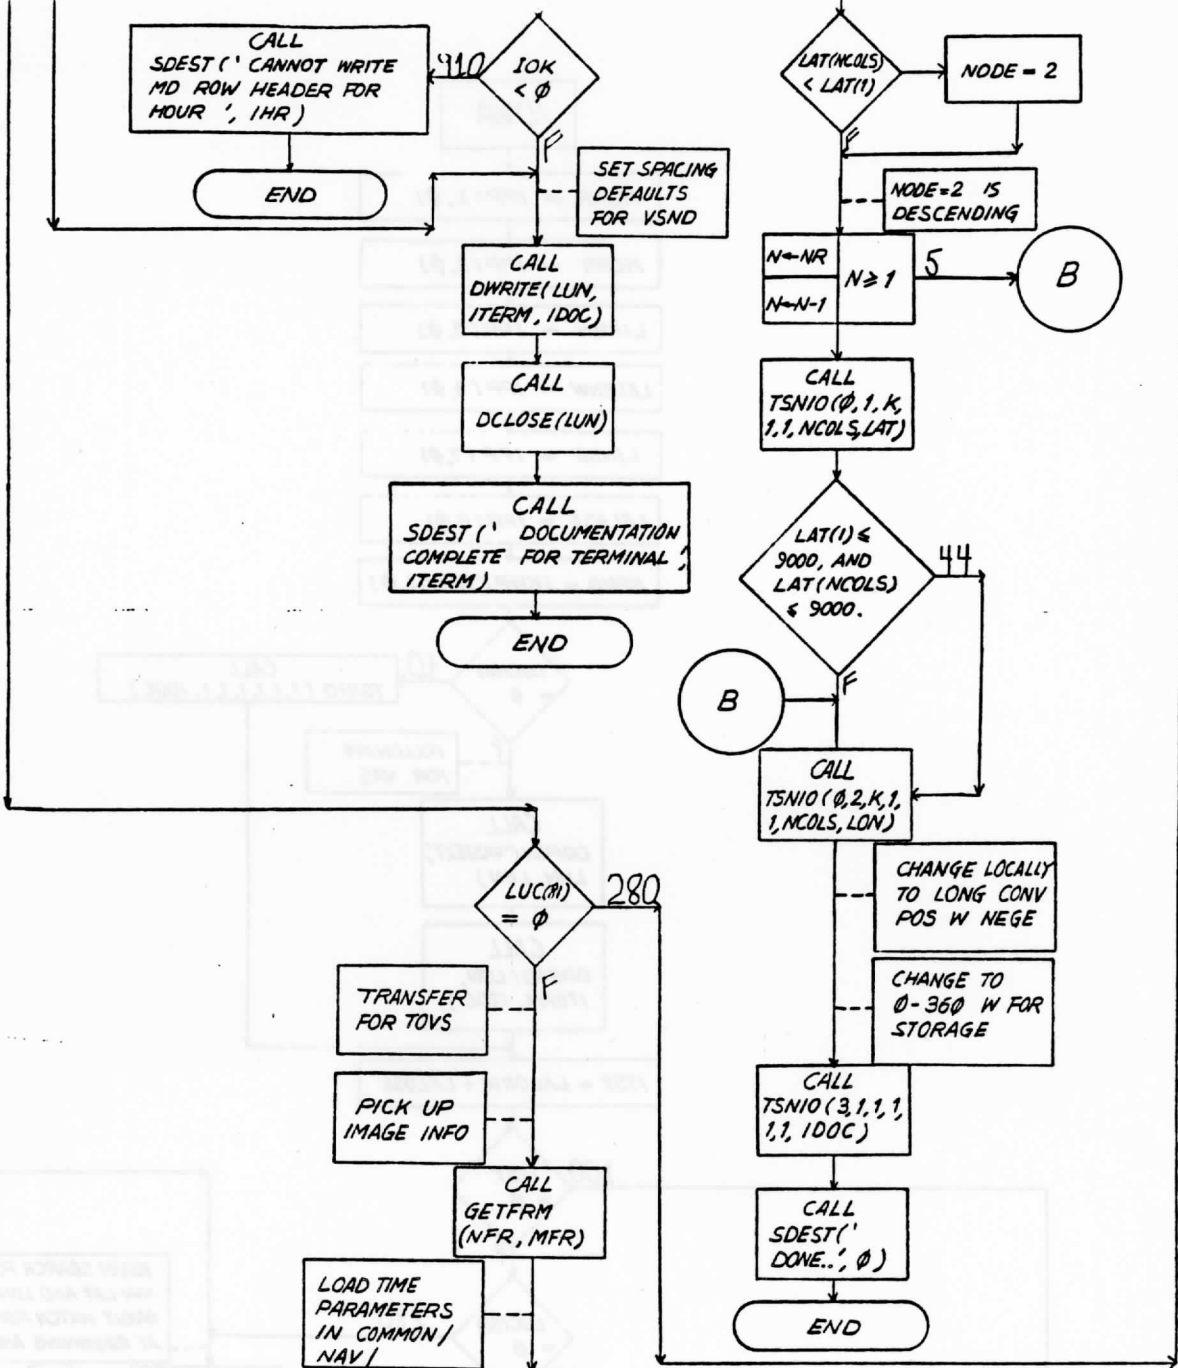 CALL
SDEST (' CANNOT WRITE
MD ROW HEADER FOR
HOUR ', IHR)
910
IOK
< ∅
F
END
SET SPACING
DEFAULTS
FOR VSND
CALL
DWRITE( LUN,
ITERM, IDOC)
CALL
DCLOSE(LUN)
CALL
SDEST (' DOCUMENTATION
COMPLETE FOR TERMINAL ',
ITERM)
END
LUC(21)
= ∅
280
F
TRANSFER
FOR TOVS
PICK UP
IMAGE INFO
CALL
GETFRM
(NFR, MFR)
LOAD TIME
PARAMETERS
IN COMMON /
NAV /
LAT(NCOLS)
< LAT(1)
NODE = 2
F
NODE=2 IS
DESCENDING
N←NR
N←N-1
N≥1
5
B
CALL
TSNIO(∅,1,K,
1,1,NCOLS,LAT)
LAT(1)≤
9000, AND
LAT(NCOLS)
≤ 9000.
44
F
B
CALL
TSNIO(∅,2,K,1,
1,NCOLS,LON)
CHANGE LOCALLY
TO LONG CONV
POS W NEGE
CHANGE TO
∅-36∅ W FOR
STORAGE
CALL
TSNIO(3,1,1,1,
1,1, IDOC)
CALL
SDEST('
DONE..', ∅)
END